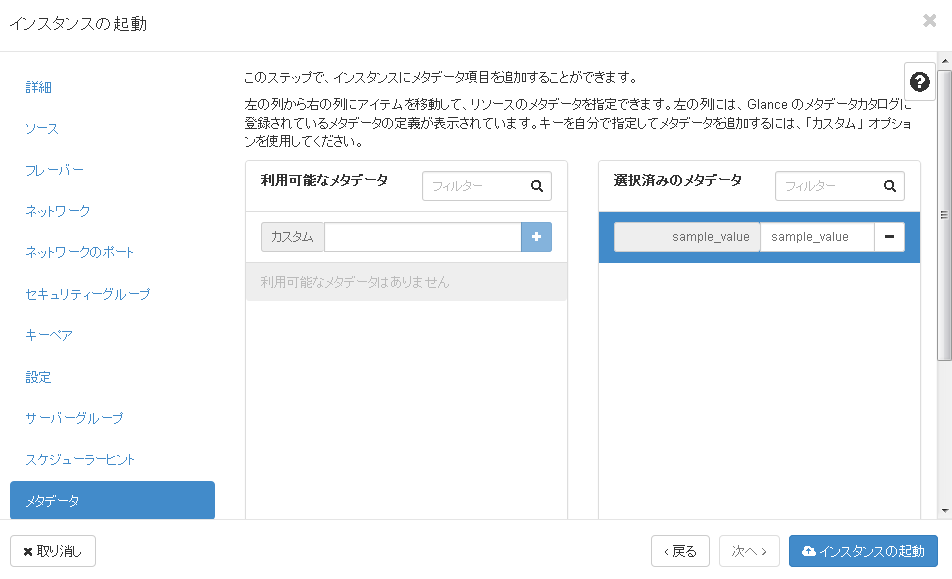 インスタンスの起動
詳細
ソース
フレーバー
ネットワーク
ネットワークのポート
セキュリティーグループ
キーペア
設定
サーバーグループ
スケジューラーヒント
メタデータ
このステップで、インスタンスにメタデータ項目を追加することができます。
左の列から右の列にアイテムを移動して、リソースのメタデータを指定できます。左の列には、Glance のメタデータカタログに
登録されているメタデータの定義が表示されています。キーを自分で指定してメタデータを追加するには、「カスタム」オプショ
ンを使用してください。
利用可能なメタデータ
フィルター
カスタム
利用可能なメタデータはありません
選択済みのメタデータ
フィルター
sample_value sample_value
取り消し
戻る
次へ
インスタンスの起動